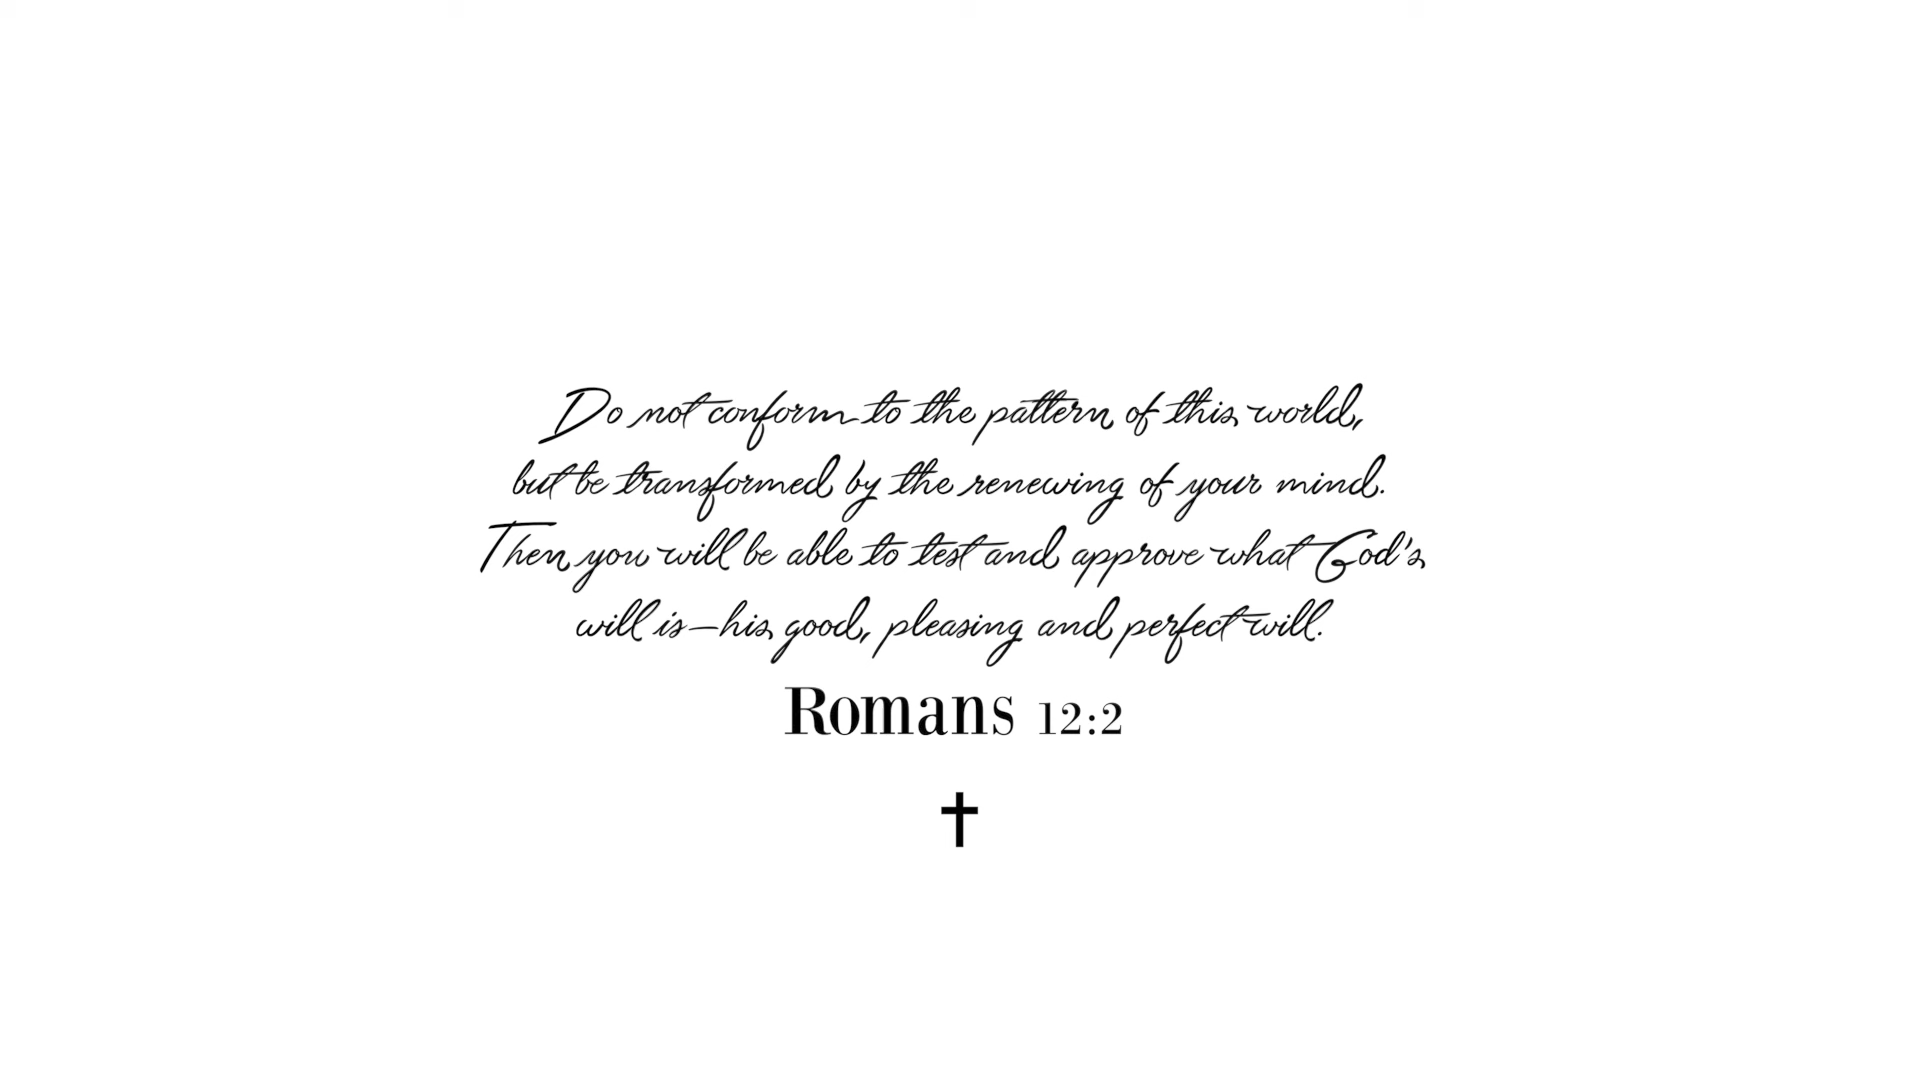 Do not conform to the pattern of this world,
but be transformed by the renewing of your mind.
Then you will be able to test and approve what God's
will is—his good, pleasing and perfect will.
Romans 12:2